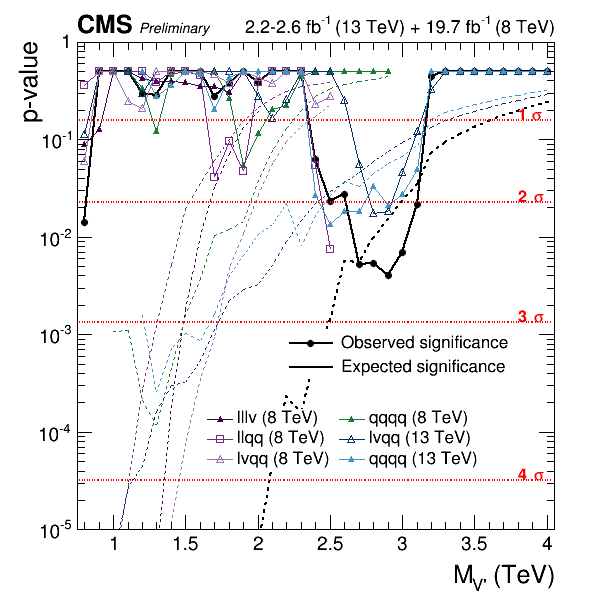 CMS Preliminary 2.2-2.6 fb⁻¹ (13 TeV) + 19.7 fb⁻¹ (8 TeV)
p-value
1
10⁻¹
10⁻²
10⁻³
10⁻⁴
10⁻⁵
1 σ
2 σ
3 σ
4 σ
Observed significance
Expected significance
lllν (8 TeV)
llqq (8 TeV)
lνqq (8 TeV)
qqqq (8 TeV)
lνqq (13 TeV)
qqqq (13 TeV)
1 1.5 2 2.5 3 3.5 4
M_V' (TeV)